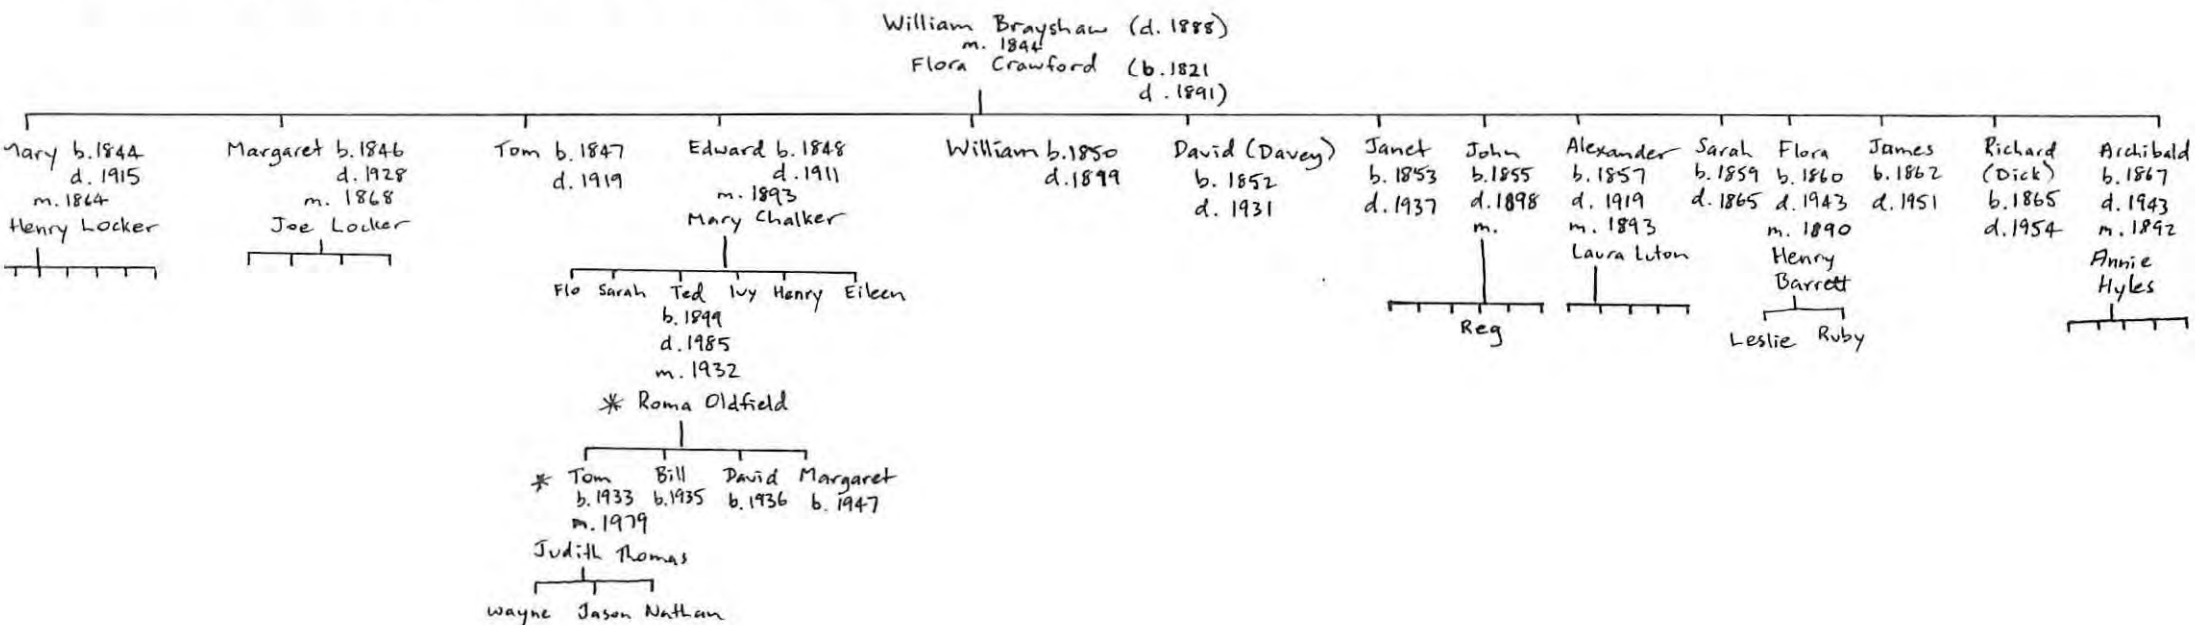 William Brayshaw (d. 1888)
m. 1844
Flora Crawford (b. 1821
d. 1891)
Mary b. 1844
d. 1915
m. 1864
Henry Locker
Margaret b. 1846
d. 1928
m. 1868
Joe Locker
Tom b. 1847
d. 1919
Edward b. 1848
d. 1911
m. 1893
Mary Chalker
Flo Sarah Ted Ivy Henry Eileen
b. 1899
d. 1985
m. 1932
* Roma Oldfield
* Tom Bill David Margaret
b. 1933 b. 1935 b. 1936 b. 1947
m. 1979
Judith Thomas
Wayne Jason Nathan
William b. 1850
d. 1899
David (Davey)
b. 1852
d. 1931
Janet
b. 1853
d. 1937
John
b. 1855
d. 1898
m.
Reg
Alexander
b. 1857
d. 1919
m. 1893
Laura Luton
Sarah
b. 1859
d. 1865
Flora
b. 1860
d. 1943
m. 1890
Henry
Barrett
Leslie Ruby
James
b. 1862
d. 1951
Richard
(Dick)
b. 1865
d. 1954
Archibald
b. 1867
d. 1943
m. 1892
Annie
Hyles